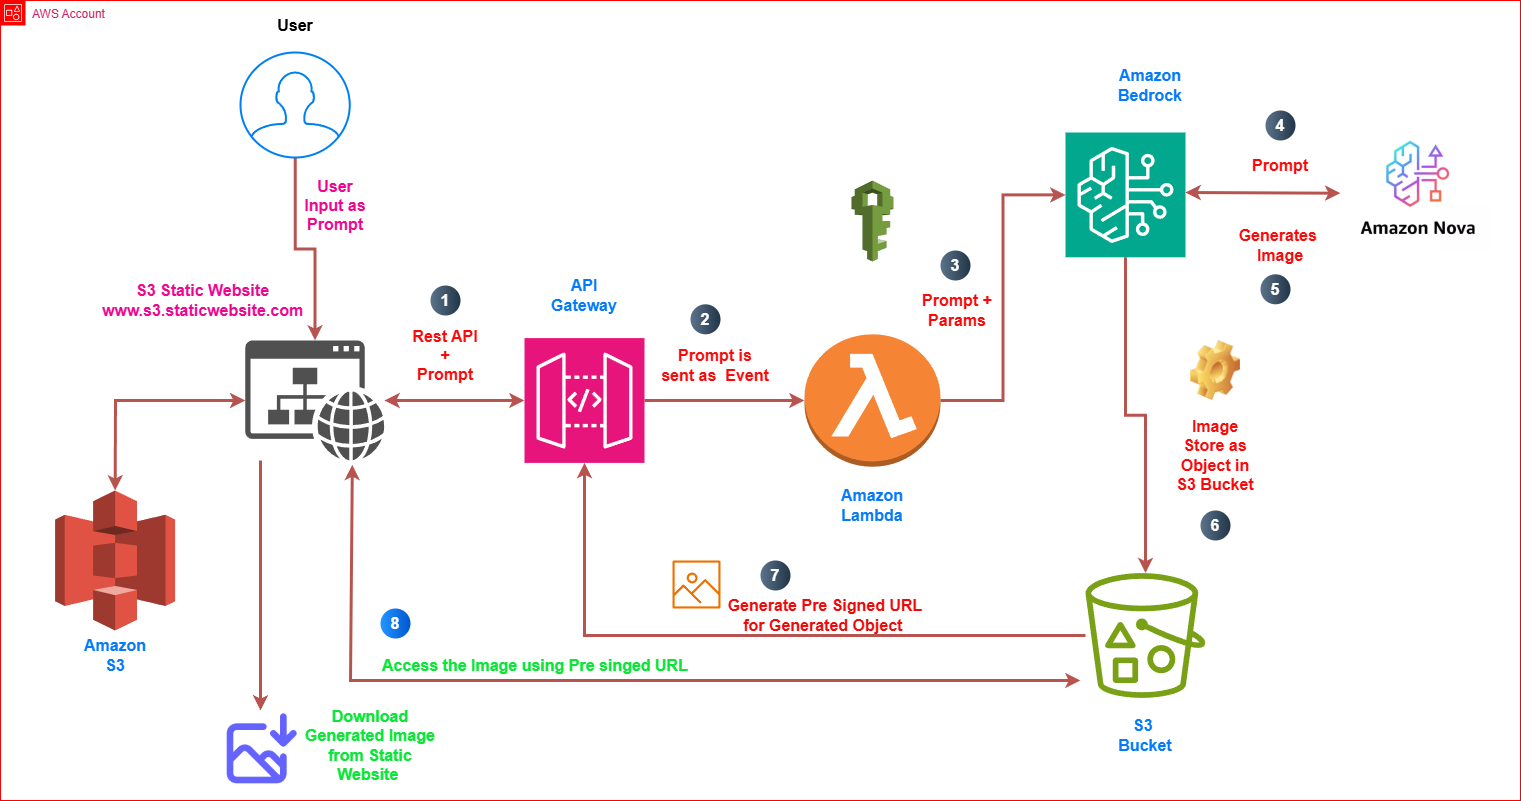 AWS Account
User
User
Input as
Prompt
S3 Static Website
www.s3.staticwebsite.com
1
Rest API
+
Prompt
API
Gateway
2
Prompt is
sent as Event
3
Prompt +
Params
Amazon
Lambda
Amazon
Bedrock
4
Prompt
Generates
Image
5
Amazon Nova
Image
Store as
Object in
S3 Bucket
6
7
Generate Pre Signed URL
for Generated Object
8
Access the Image using Pre singed URL
Amazon
S3
Download
Generated Image
from Static
Website
S3
Bucket